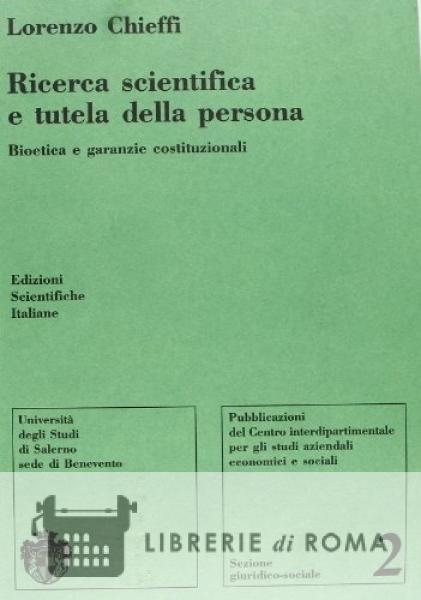 Lorenzo Chieffi
Ricerca scientifica
e tutela della persona
Bioetica e garanzie costituzionali
Edizioni
Scientifiche
Italiane
Università
degli Studi
di Salerno
sede di Benevento
Pubblicazioni
del Centro interdipartimentale
per gli studi aziendali
economici e sociali
LIBRERIE di ROMA
2
Sezione
giuridico-sociale